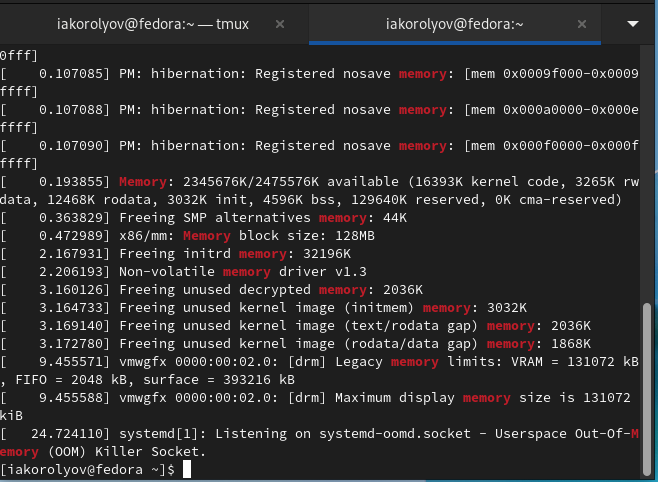 iakorolyov@fedora:~ — tmux
iakorolyov@fedora:~
0fff]
[    0.107085] PM: hibernation: Registered nosave memory: [mem 0x0009f000-0x0009
ffff]
[    0.107088] PM: hibernation: Registered nosave memory: [mem 0x000a0000-0x000e
ffff]
[    0.107090] PM: hibernation: Registered nosave memory: [mem 0x000f0000-0x000f
ffff]
[    0.193855] Memory: 2345676K/2475576K available (16393K kernel code, 3265K rw
data, 12468K rodata, 3032K init, 4596K bss, 129640K reserved, 0K cma-reserved)
[    0.363829] Freeing SMP alternatives memory: 44K
[    0.472989] x86/mm: Memory block size: 128MB
[    2.167931] Freeing initrd memory: 32196K
[    2.206193] Non-volatile memory driver v1.3
[    3.160126] Freeing unused decrypted memory: 2036K
[    3.164733] Freeing unused kernel image (initmem) memory: 3032K
[    3.169140] Freeing unused kernel image (text/rodata gap) memory: 2036K
[    3.172780] Freeing unused kernel image (rodata/data gap) memory: 1868K
[    9.455571] vmwgfx 0000:00:02.0: [drm] Legacy memory limits: VRAM = 131072 kB
, FIFO = 2048 kB, surface = 393216 kB
[    9.455588] vmwgfx 0000:00:02.0: [drm] Maximum display memory size is 131072
kiB
[   24.724110] systemd[1]: Listening on systemd-oomd.socket - Userspace Out-Of-M
emory (OOM) Killer Socket.
[iakorolyov@fedora ~]$